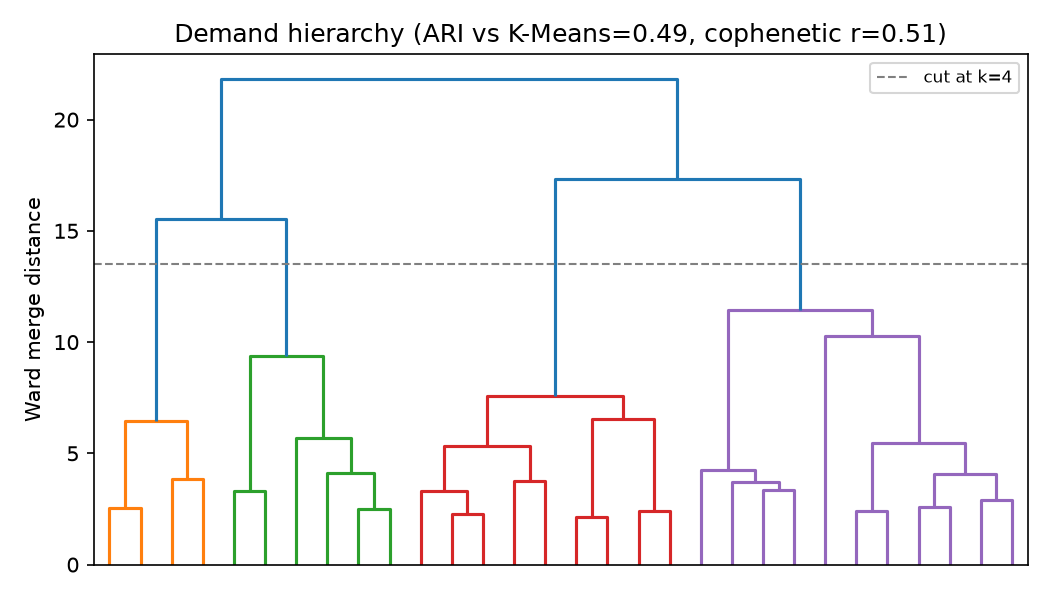 Demand hierarchy (ARI vs K-Means=0.49, cophenetic r=0.51)
cut at k=4
Ward merge distance
20
15
10
5
0